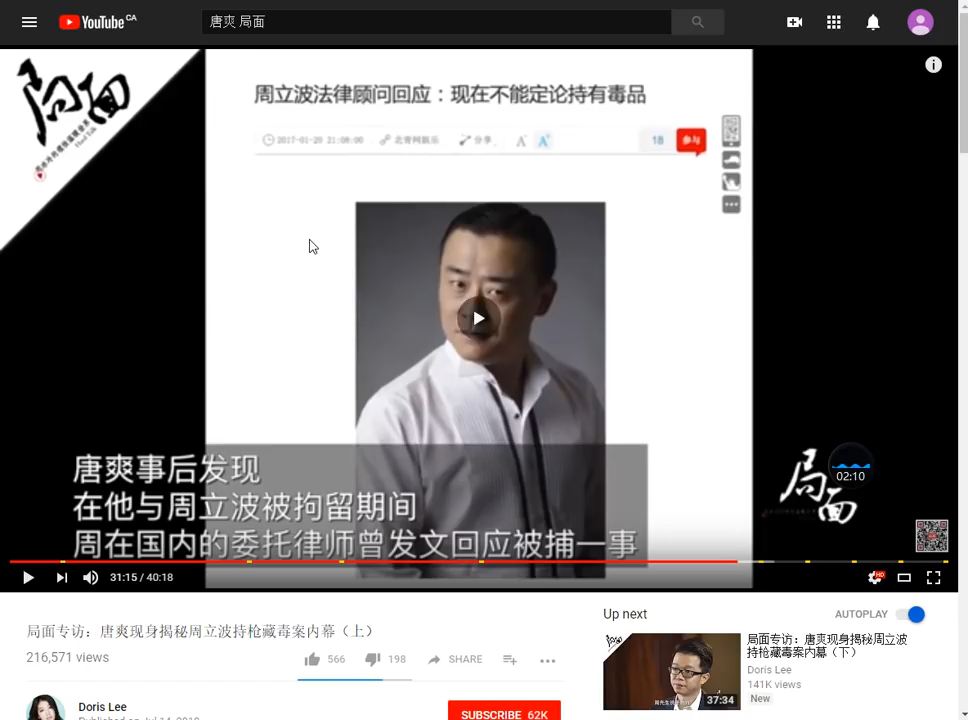 YouTube CA
唐爽 局面
局面
Hard Talk
周立波法律顾问回应：现在不能定论持有毒品
2017-01-20 21:08:00
北青网娱乐
分享
A
A+
18
参与
唐爽事后发现
在他与周立波被拘留期间
周在国内的委托律师曾发文回应被捕一事
局面
02:10
31:15 / 40:18
HD
局面专访：唐爽现身揭秘周立波持枪藏毒案内幕（上）
216,571 views
566
198
SHARE
Doris Lee
SUBSCRIBE 62K
Up next
AUTOPLAY
局面专访：唐爽现身揭秘周立波
持枪藏毒案内幕（下）
Doris Lee
141K views
New
37:34